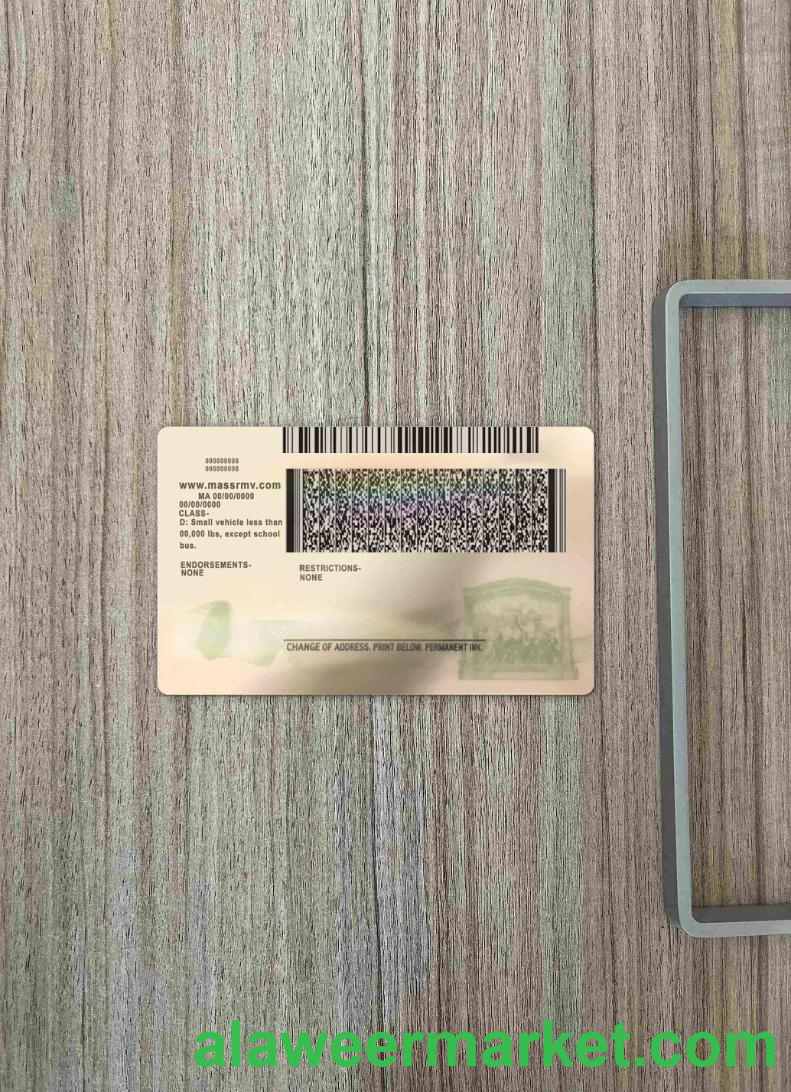 000000000
000000000
www.massrmv.com
MA 00/00/0000
00/00/0000
CLASS-
D: Small vehicle less than
00,000 lbs, except school
bus.
ENDORSEMENTS-
NONE
RESTRICTIONS-
NONE
CHANGE OF ADDRESS. PRINT BELOW. PERMANENT INK.
alaweermarket.com